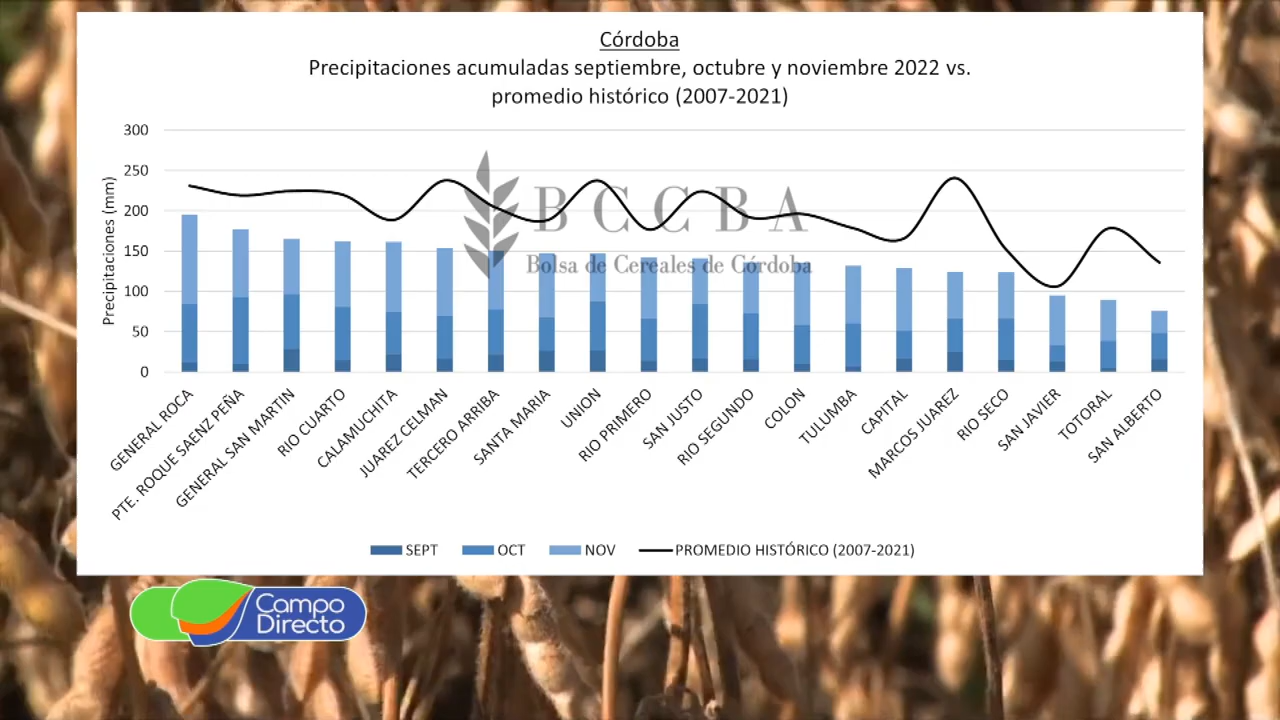 Córdoba
Precipitaciones acumuladas septiembre, octubre y noviembre 2022 vs.
promedio histórico (2007-2021)
Precipitaciones (mm)
300
250
200
150
100
50
0
BCCBA
Bolsa de Cereales de Córdoba
GENERAL ROCA
PTE. ROQUE SAENZ PEÑA
GENERAL SAN MARTIN
RIO CUARTO
CALAMUCHITA
JUAREZ CELMAN
TERCERO ARRIBA
SANTA MARIA
UNION
RIO PRIMERO
SAN JUSTO
RIO SEGUNDO
COLON
TULUMBA
CAPITAL
MARCOS JUAREZ
RIO SECO
SAN JAVIER
TOTORAL
SAN ALBERTO
SEPT
OCT
NOV
PROMEDIO HISTÓRICO (2007-2021)
Campo
Directo